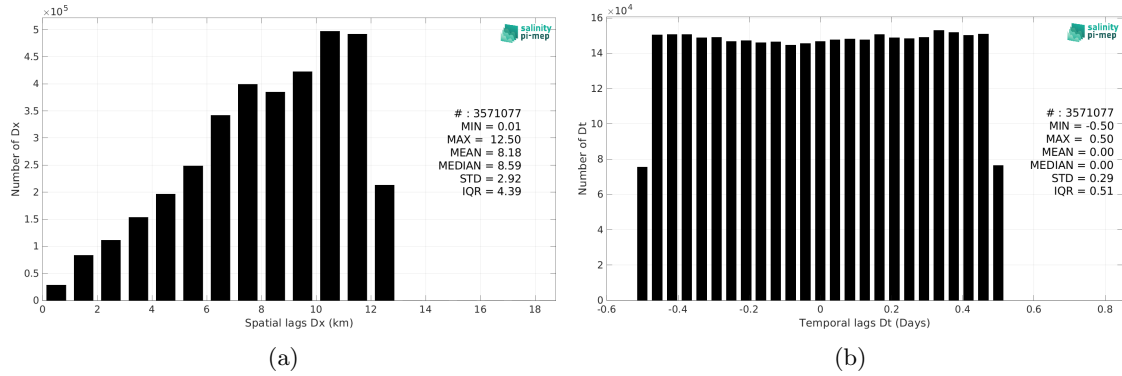 ×10⁵
5
4.5
4
3.5
3
2.5
2
1.5
1
0.5
0
Number of Dx
0 2 4 6 8 10 12 14 16 18
Spatial lags Dx (km)
salinity
pi-mep
# : 3571077
MIN = 0.01
MAX = 12.50
MEAN = 8.18
MEDIAN = 8.59
STD = 2.92
IQR = 4.39
(a)
×10⁴
16
14
12
10
8
6
4
2
0
Number of Dt
-0.6 -0.4 -0.2 0 0.2 0.4 0.6 0.8
Temporal lags Dt (Days)
salinity
pi-mep
# : 3571077
MIN = -0.50
MAX = 0.50
MEAN = 0.00
MEDIAN = 0.00
STD = 0.29
IQR = 0.51
(b)